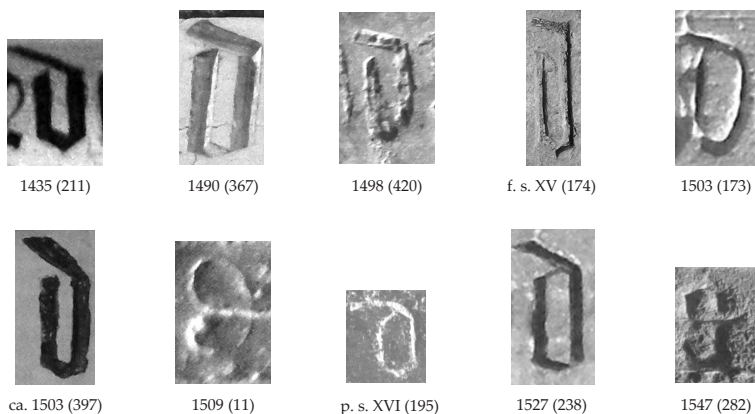 1435 (211) 1490 (367) 1498 (420) f. s. XV (174) 1503 (173)
ca. 1503 (397) 1509 (11) p. s. XVI (195) 1527 (238) 1547 (282)